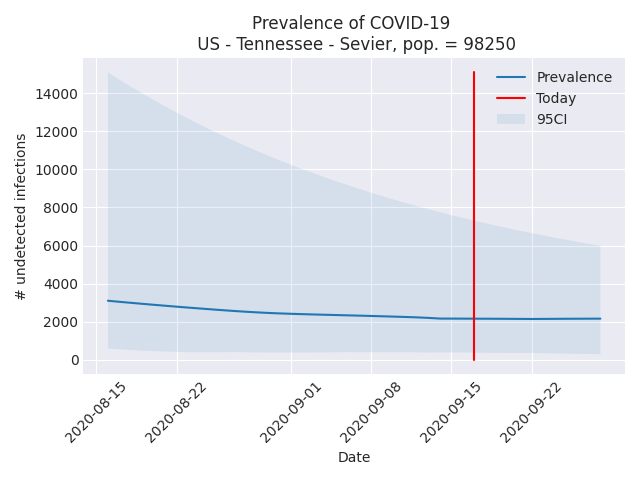 Prevalence of COVID-19
US - Tennessee - Sevier, pop. = 98250
Prevalence
Today
95CI
14000
12000
10000
8000
6000
4000
2000
0
# undetected infections
2020-08-15
2020-08-22
2020-09-01
2020-09-08
2020-09-15
2020-09-22
Date